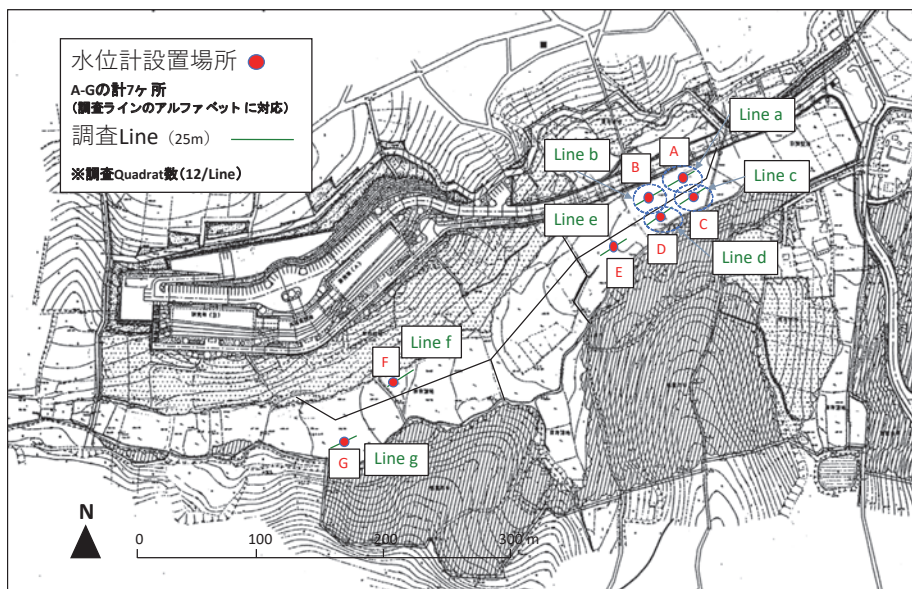 水位計設置場所
A-Gの計7ヶ所
(調査ラインのアルファベットに対応)
調査Line (25m)
※調査Quadrat数(12/Line)
Line a
Line b
A
B
Line c
Line e
C
D
E
Line d
Line f
F
G
Line g
N
0
100
200
300 m